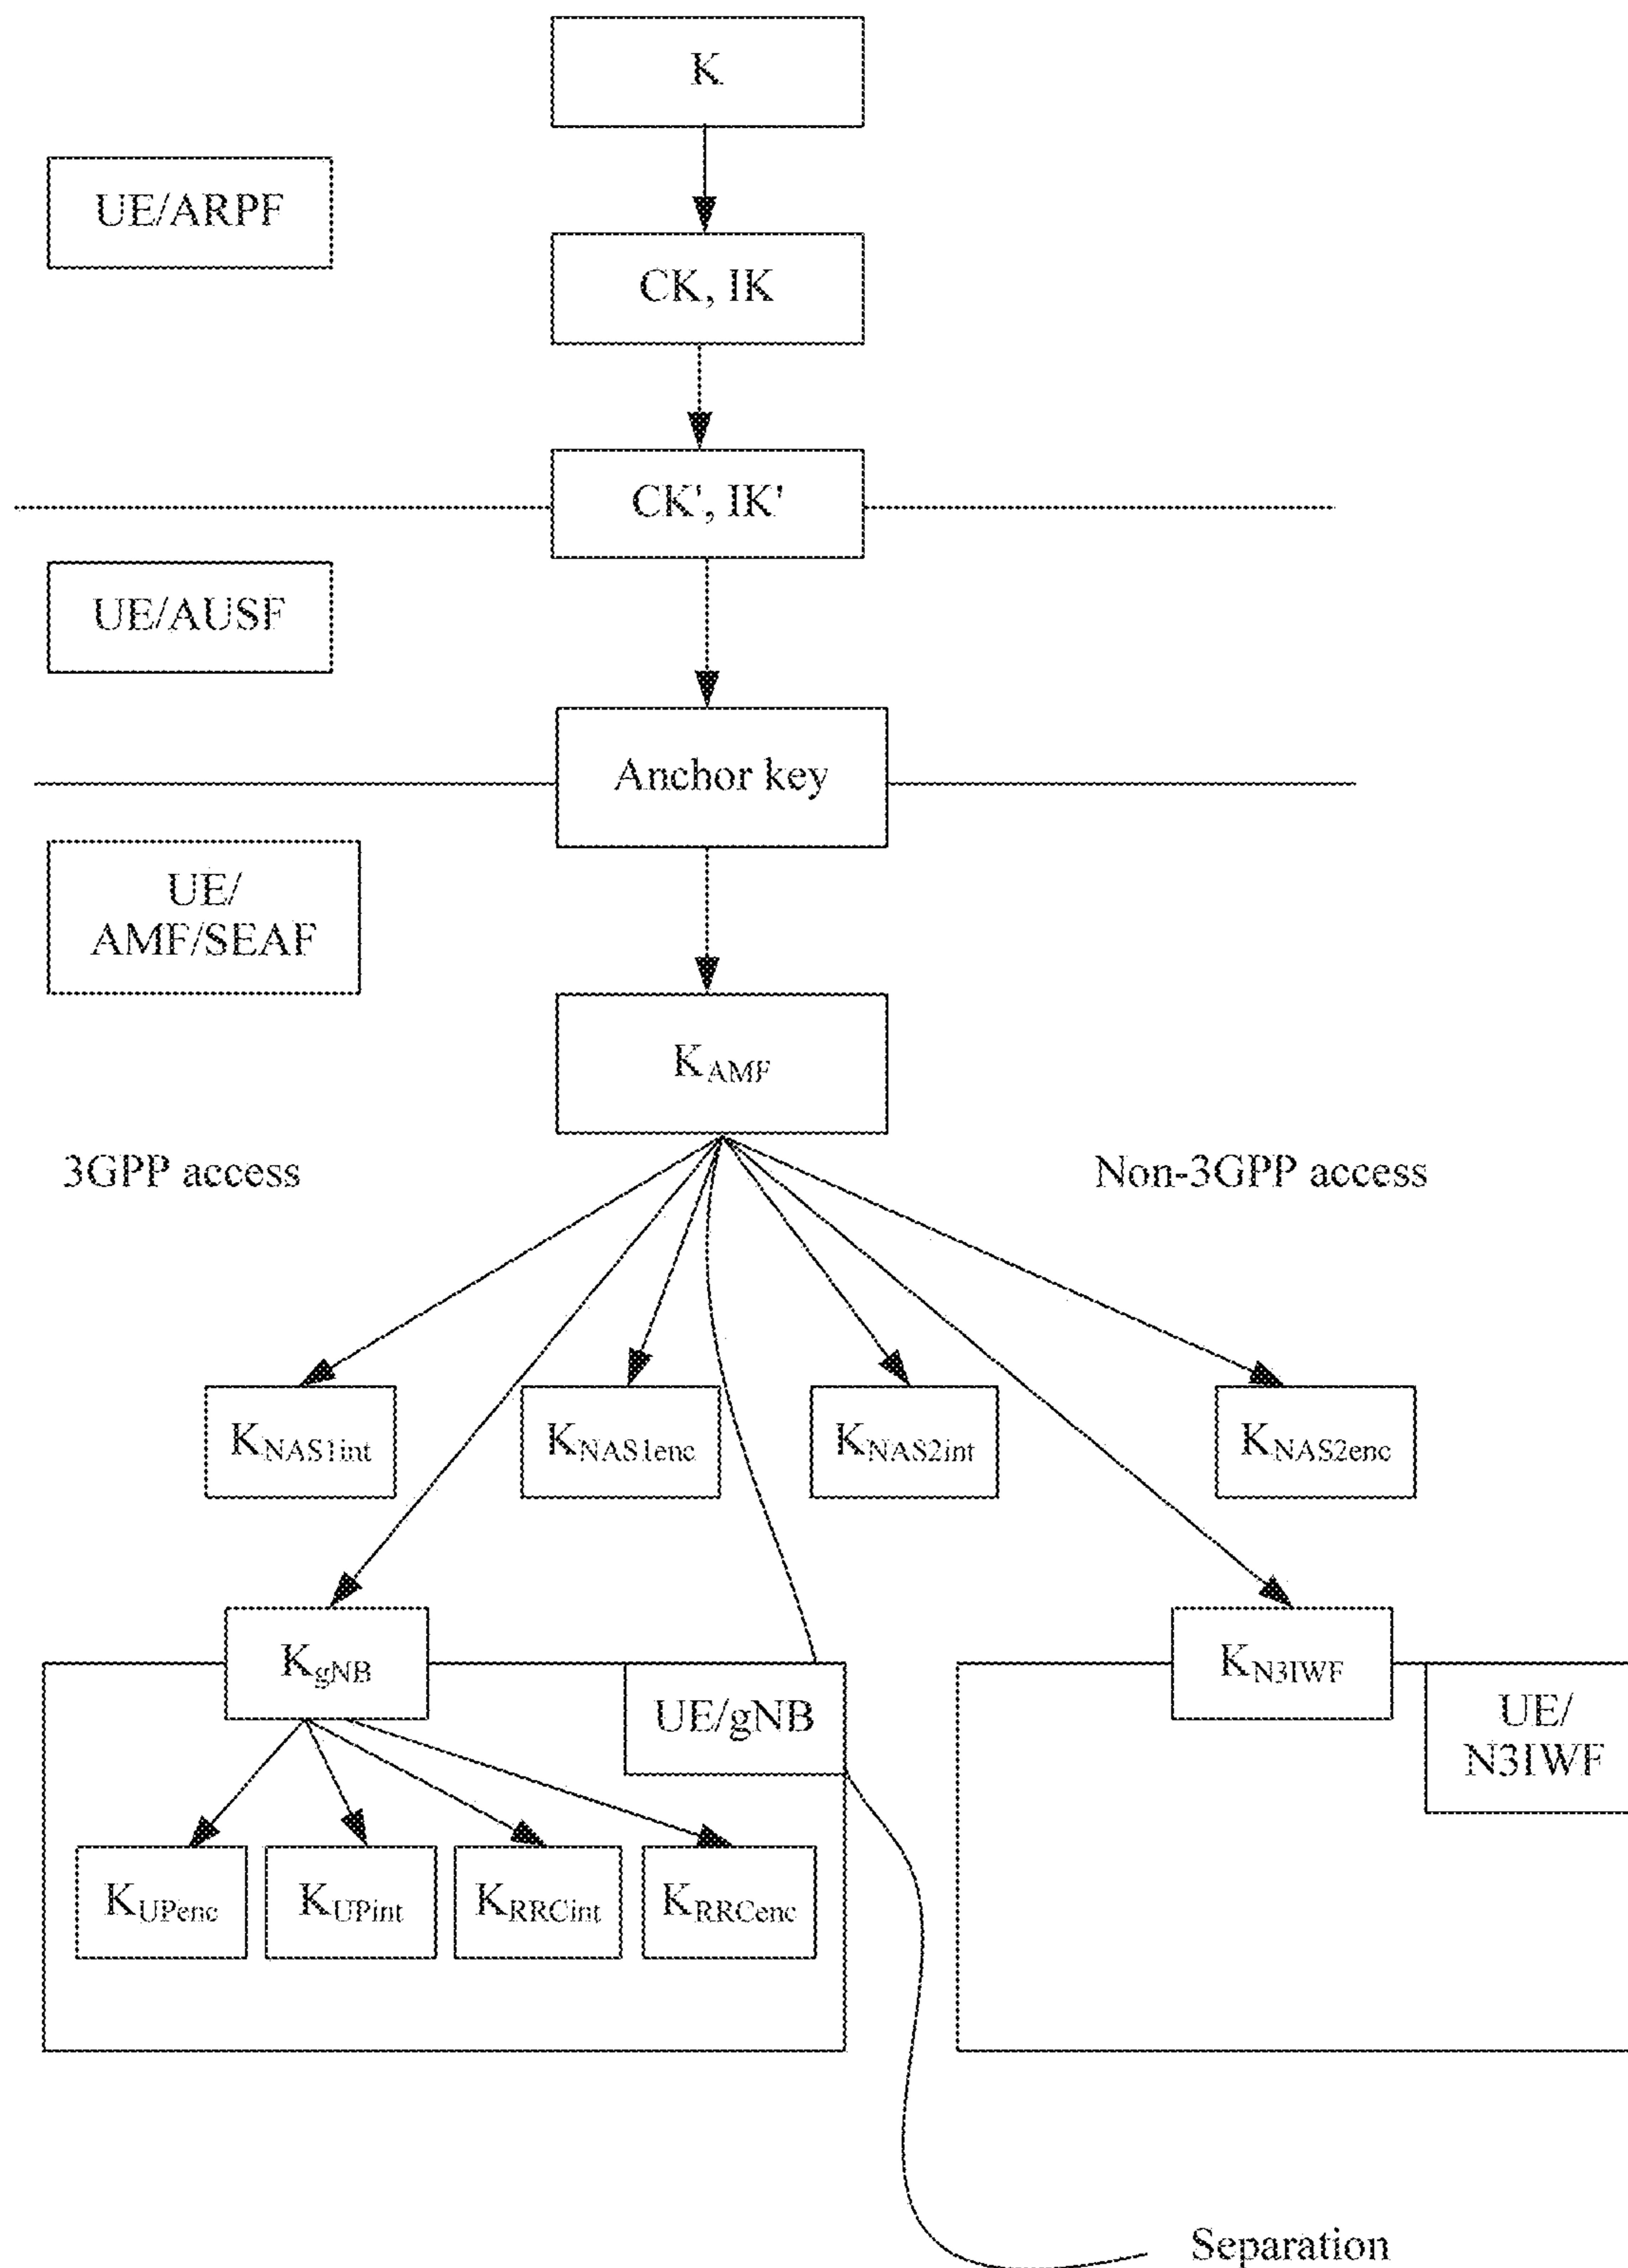 K
UE/ARPF
CK, IK
CK', IK'
UE/AUSF
Anchor key
UE/
AMF/SEAF
KAMF
3GPP access
Non-3GPP access
KNAS1int
KNAS1enc
KNAS2int
KNAS2enc
KgNB
KN3IWF
UE/gNB
UE/
N3IWF
KUPenc
KUPint
KRRCint
KRRCenc
Separation